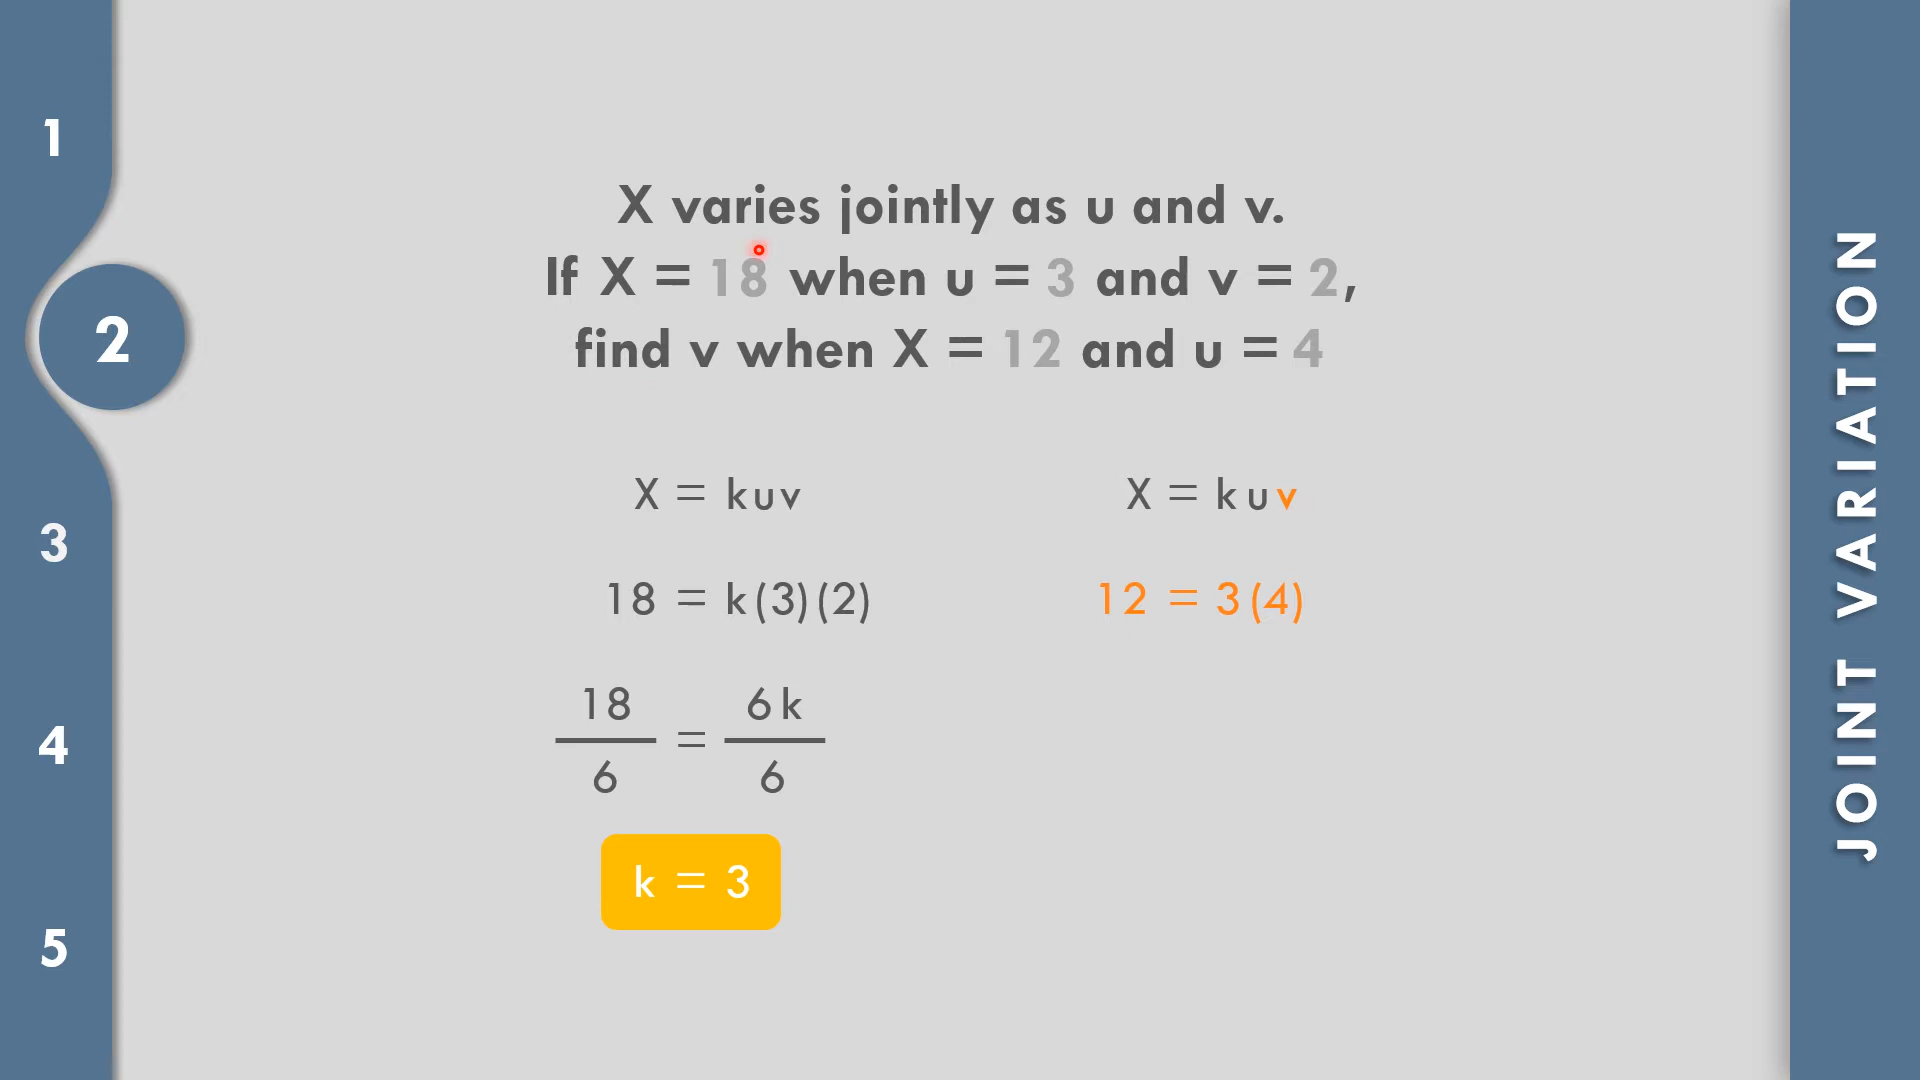 1
2
3
4
5
X varies jointly as u and v.
If X = 18 when u = 3 and v = 2,
find v when X = 12 and u = 4
X = kuv
18 = k(3)(2)
18/6 = 6k/6
k = 3
X = kuv
12 = 3(4)
JOINT VARIATION